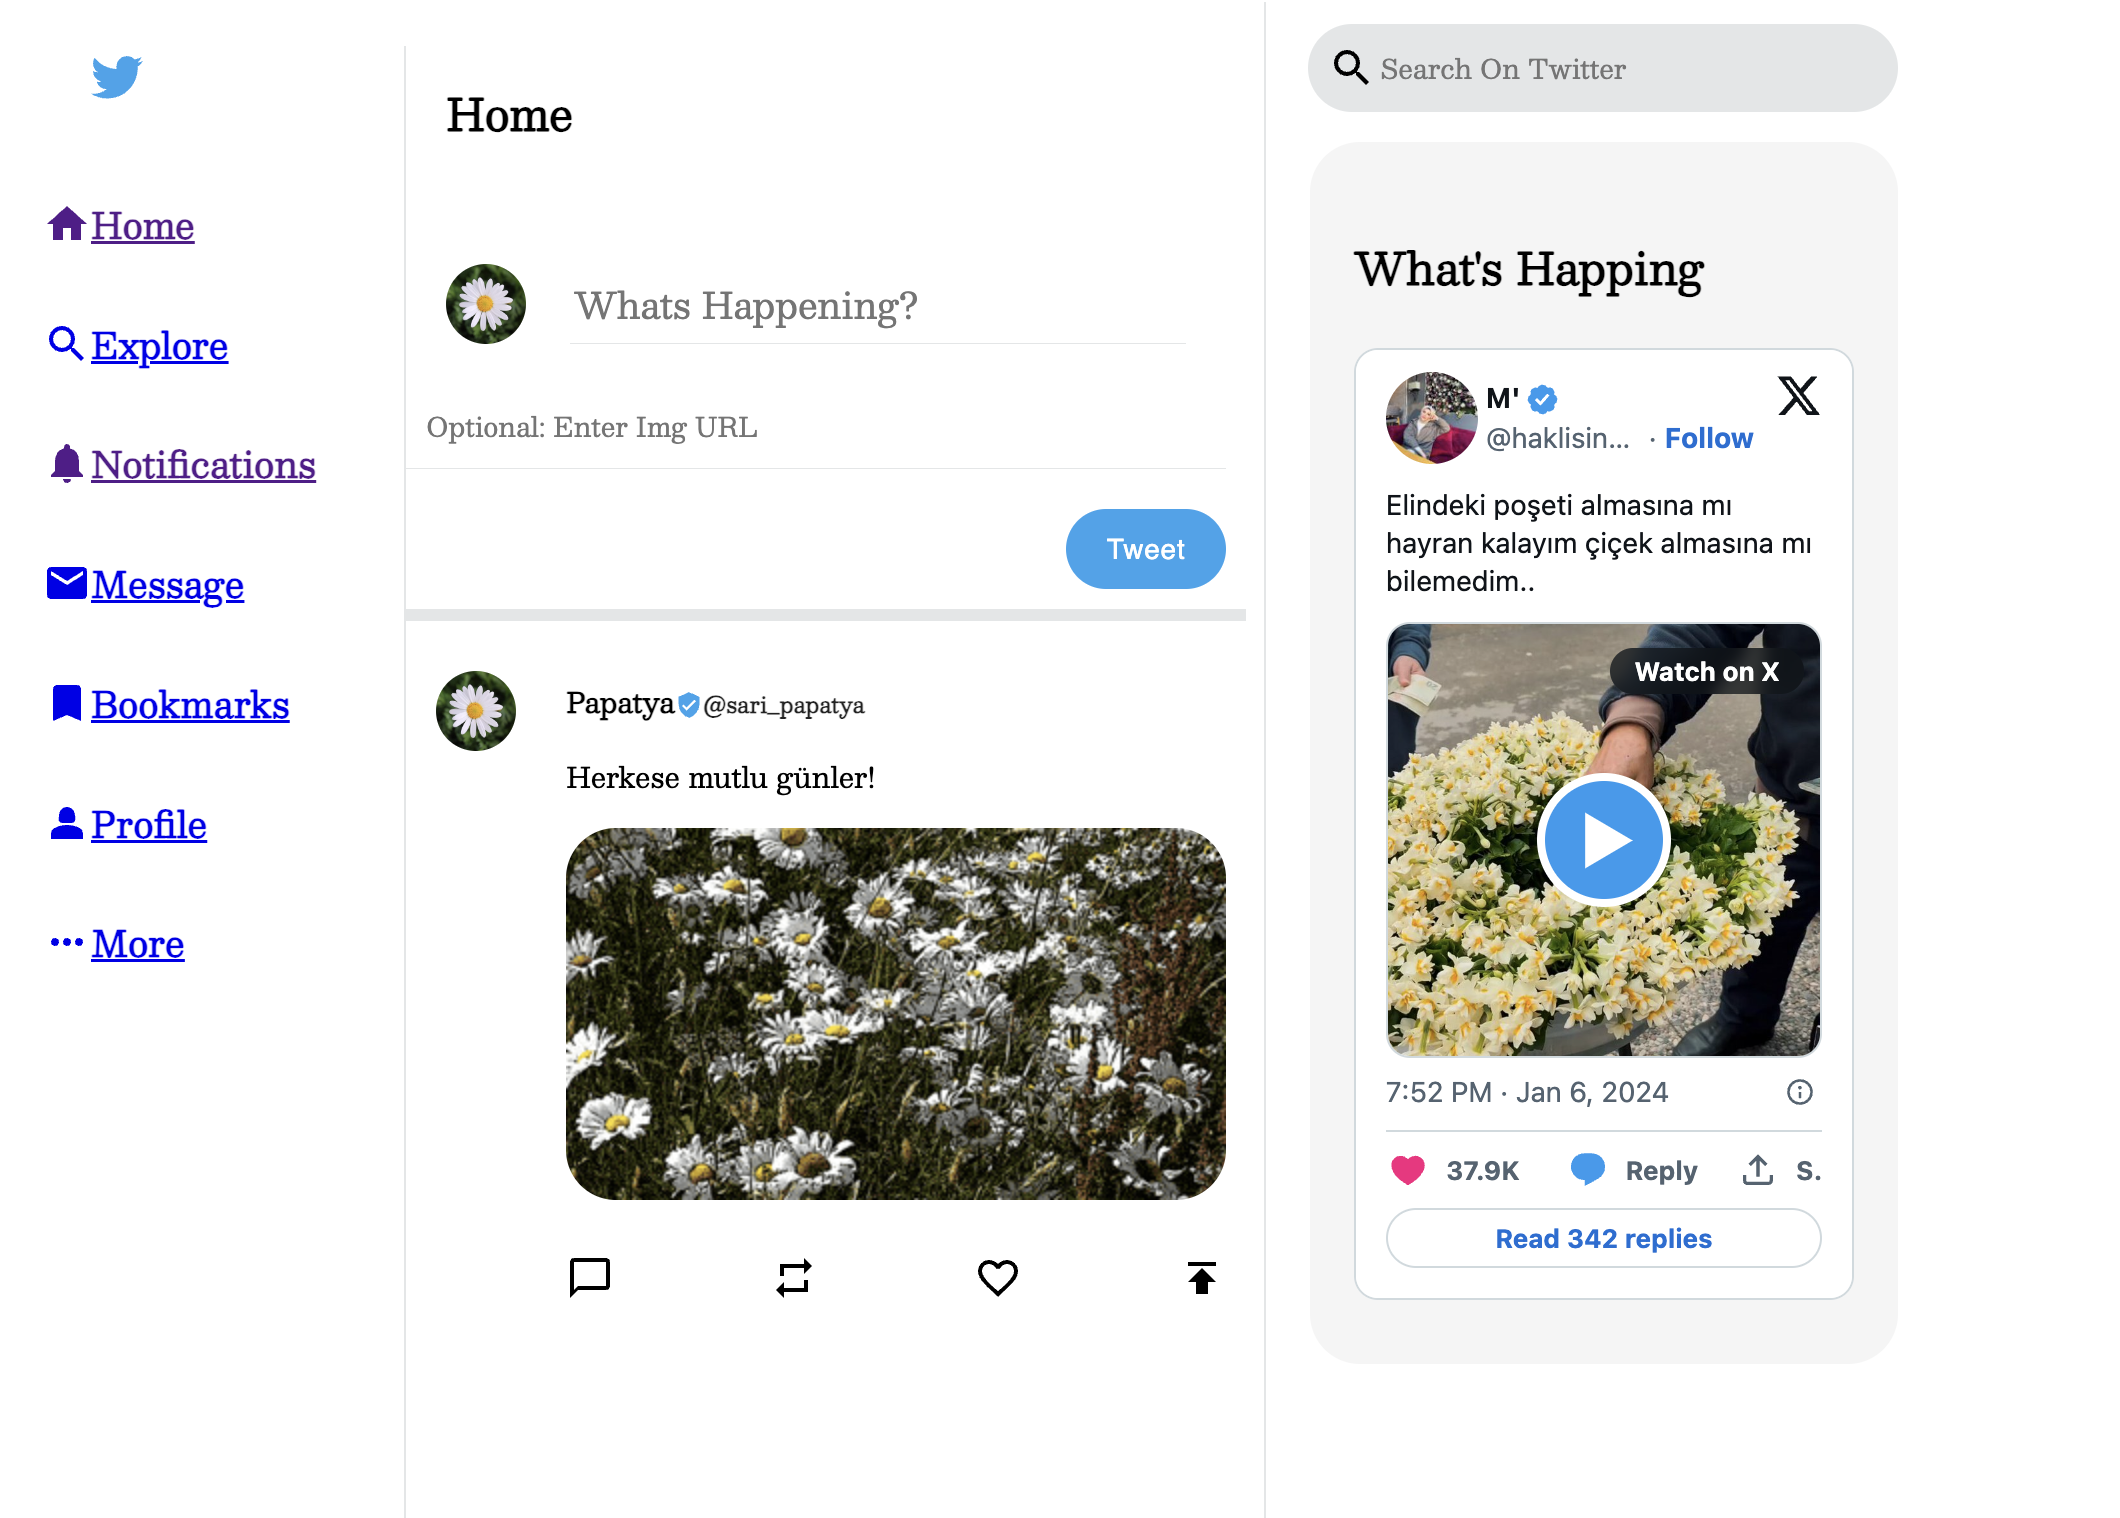 Home
Explore
Notifications
Message
Bookmarks
Profile
More
Home
Whats Happening?
Optional: Enter Img URL
Tweet
Papatya @sari_papatya
Herkese mutlu günler!
Search On Twitter
What's Happing
M'
@haklisin... · Follow
Elindeki poşeti almasına mı
hayran kalayım çiçek almasına mı
bilemedim..
Watch on X
7:52 PM · Jan 6, 2024
37.9K Reply S.
Read 342 replies